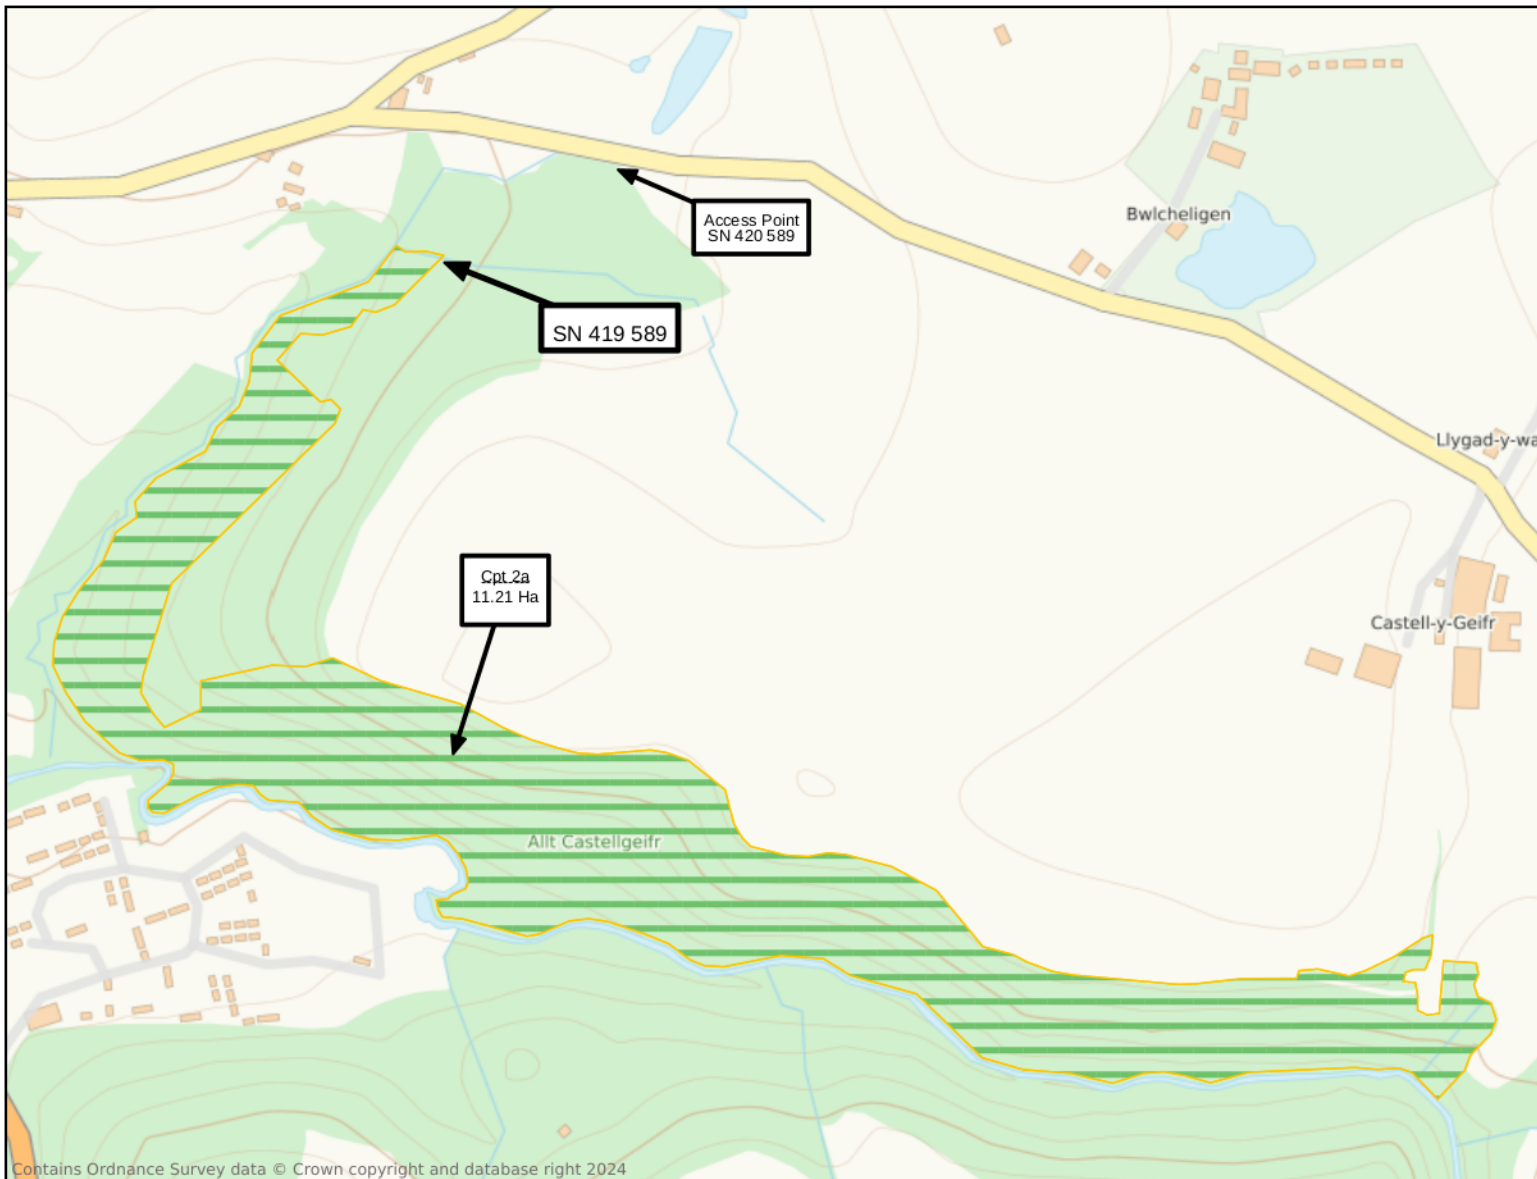 Access Point
SN 420 589
Bwlcheligen
SN 419 589
Llygad-y-wa
Cpt 2a
11.21 Ha
Castell-y-Geifr
Allt Castellgeifr
Contains Ordnance Survey data © Crown copyright and database right 2024